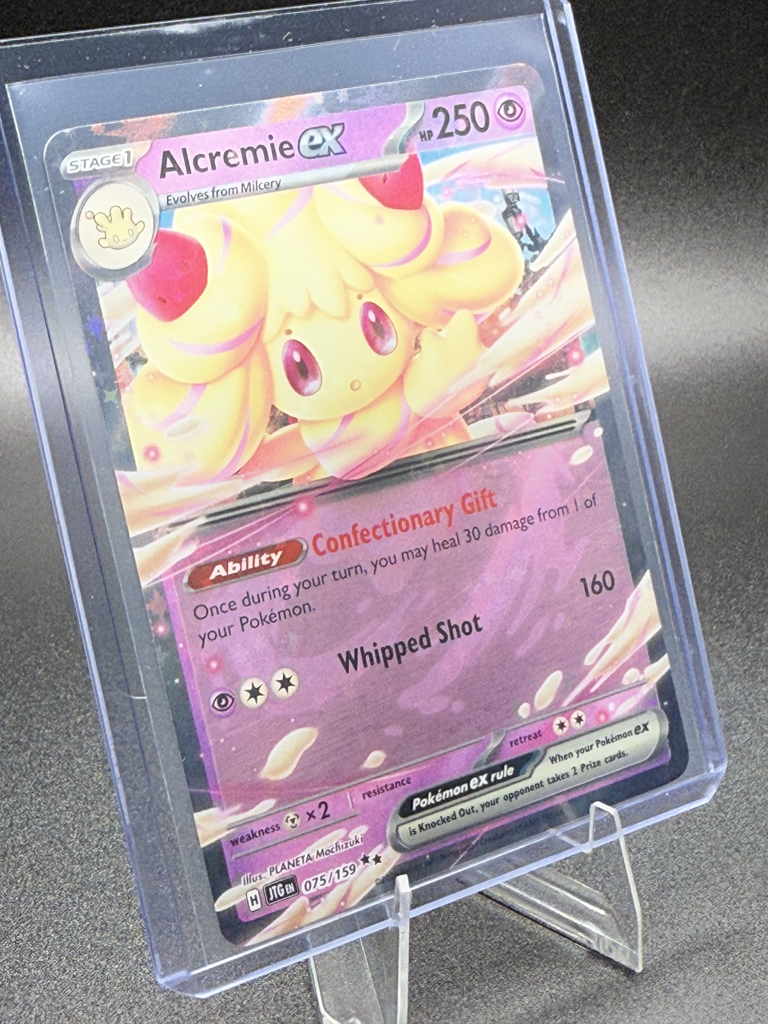 STAGE1 Alcremie ex HP 250
Evolves from Milcery
Ability Confectionary Gift
Once during your turn, you may heal 30 damage from 1 of
your Pokémon.
Whipped Shot 160
weakness ×2 resistance retreat
Pokémon ex rule When your Pokémon ex
is Knocked Out, your opponent takes 2 Prize cards.
Illus. PLANETA Mochizuki
H JTG EN 075/159 ★★